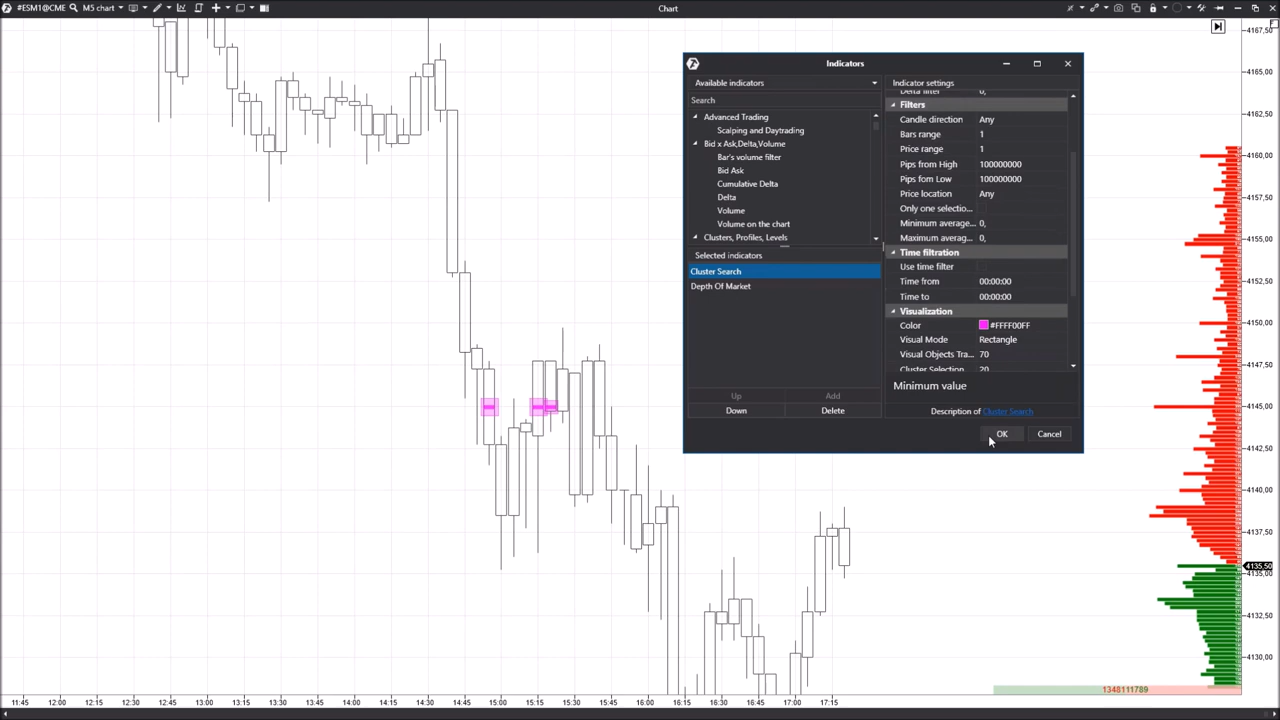 #ESM1@CME M5 chart Chart
4167,50
4165,00
4162,50
4160,00
4157,50
4155,00
4152,50
4150,00
4147,50
4145,00
4142,50
4140,00
4137,50
4135.50
4135,00
4132,50
4130,00
Indicators
Available indicators
Search
Advanced Trading
Scalping and Daytrading
Bid x Ask,Delta,Volume
Bar's volume filter
Bid Ask
Cumulative Delta
Delta
Volume
Volume on the chart
Clusters, Profiles, Levels
Selected indicators
Cluster Search
Depth Of Market
Up Add
Down Delete
Indicator settings
Delta filter 0,
Filters
Candle direction Any
Bars range 1
Price range 1
Pips from High 100000000
Pips fom Low 100000000
Price location Any
Only one selectio...
Minimum average... 0,
Maximum averag... 0,
Time filtration
Use time filter
Time from 00:00:00
Time to 00:00:00
Visualization
Color #FFFF00FF
Visual Mode Rectangle
Visual Objects Tra... 70
Cluster Selection 20
Minimum value
Description of Cluster Search
OK Cancel
1348111789
11:45 12:00 12:15 12:30 12:45 13:00 13:15 13:30 13:45 14:00 14:15 14:30 14:45 15:00 15:15 15:30 15:45 16:00 16:15 16:30 16:45 17:00 17:15